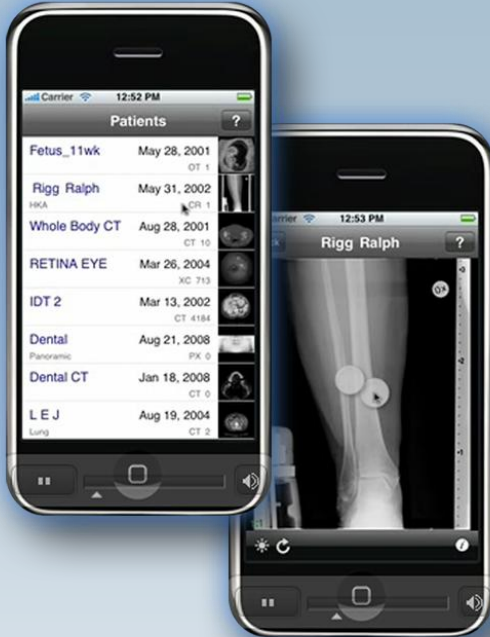 Carrier 12:52 PM
Patients ?
Fetus_11wk May 28, 2001
OT 1
Rigg Ralph May 31, 2002
HKA CR 1
Whole Body CT Aug 28, 2001
CT 10
RETINA EYE Mar 26, 2004
XC 713
IDT 2 Mar 13, 2002
CT 4184
Dental Aug 21, 2008
Panoramic PX 0
Dental CT Jan 18, 2008
CT 0
L E J Aug 19, 2004
Lung CT 2
arrier 12:53 PM
ck Rigg Ralph ?